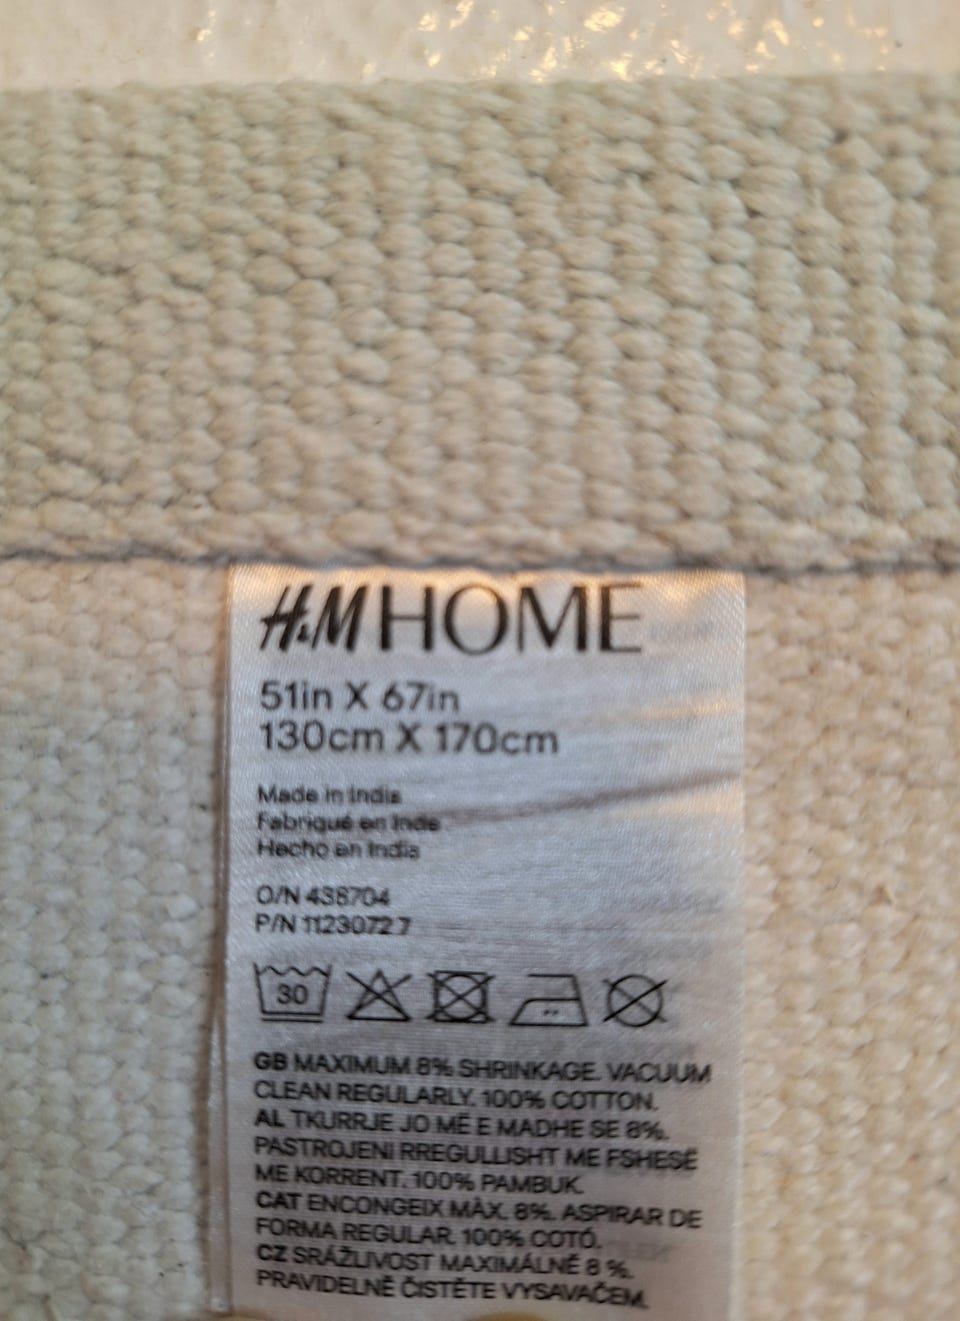 H&M HOME
51in X 67in
130cm X 170cm
Made in India
Fabriqué en Inde
Hecho en India
O/N 438704
P/N 1123072 7
30
GB MAXIMUM 8% SHRINKAGE. VACUUM
CLEAN REGULARLY. 100% COTTON.
AL TKURRJE JO MË E MADHE SE 8%.
PASTROJENI RREGULLISHT ME FSHESË
ME KORRENT. 100% PAMBUK.
CAT ENCONGEIX MÀX. 8%. ASPIRAR DE
FORMA REGULAR. 100% COTÓ.
CZ SRÁŽLIVOST MAXIMÁLNĚ 8 %.
PRAVIDELNĚ ČISTĚTE VYSAVAČEM.